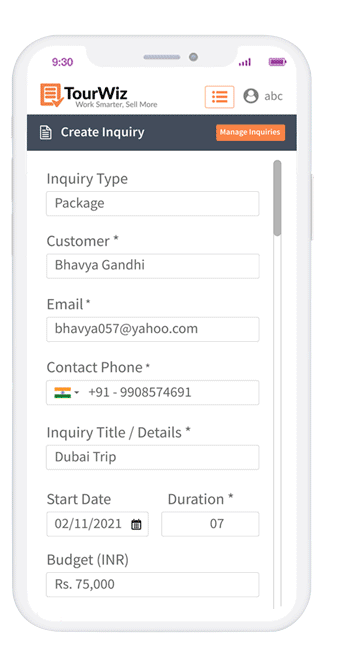 9:30
TourWiz
Work Smarter, Sell More
abc
Create Inquiry
Manage Inquiries
Inquiry Type
Package
Customer *
Bhavya Gandhi
Email *
bhavya057@yahoo.com
Contact Phone *
+91 - 9908574691
Inquiry Title / Details *
Dubai Trip
Start Date Duration *
02/11/2021 07
Budget (INR)
Rs. 75,000